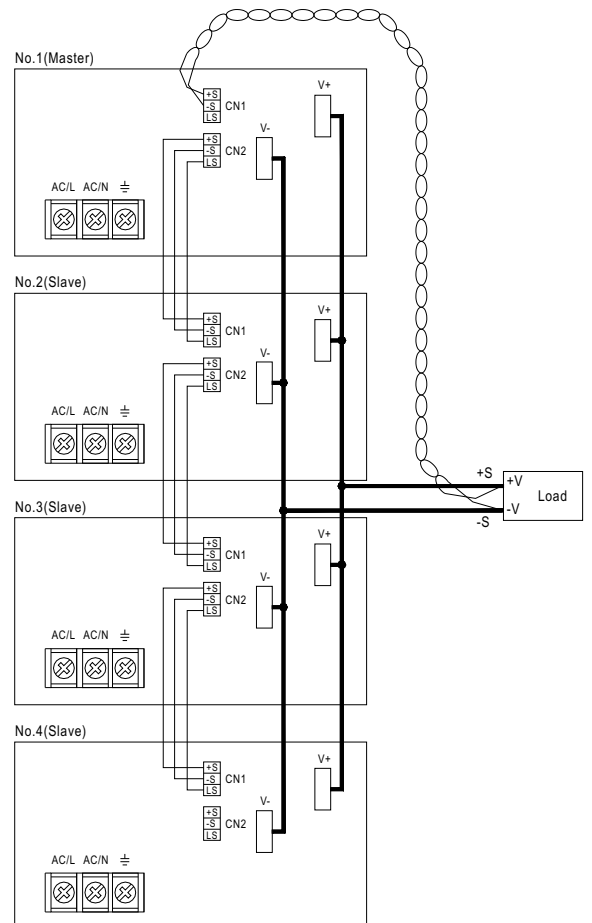 No.1(Master)
+S
-S
LS
CN1
V+
+S
-S
LS
CN2
V-
AC/L AC/N
No.2(Slave)
+S
-S
LS
CN1
V+
+S
-S
LS
CN2
V-
AC/L AC/N
+S
+V
Load
-V
-S
No.3(Slave)
+S
-S
LS
CN1
V+
+S
-S
LS
CN2
V-
AC/L AC/N
No.4(Slave)
+S
-S
LS
CN1
V+
+S
-S
LS
CN2
V-
AC/L AC/N